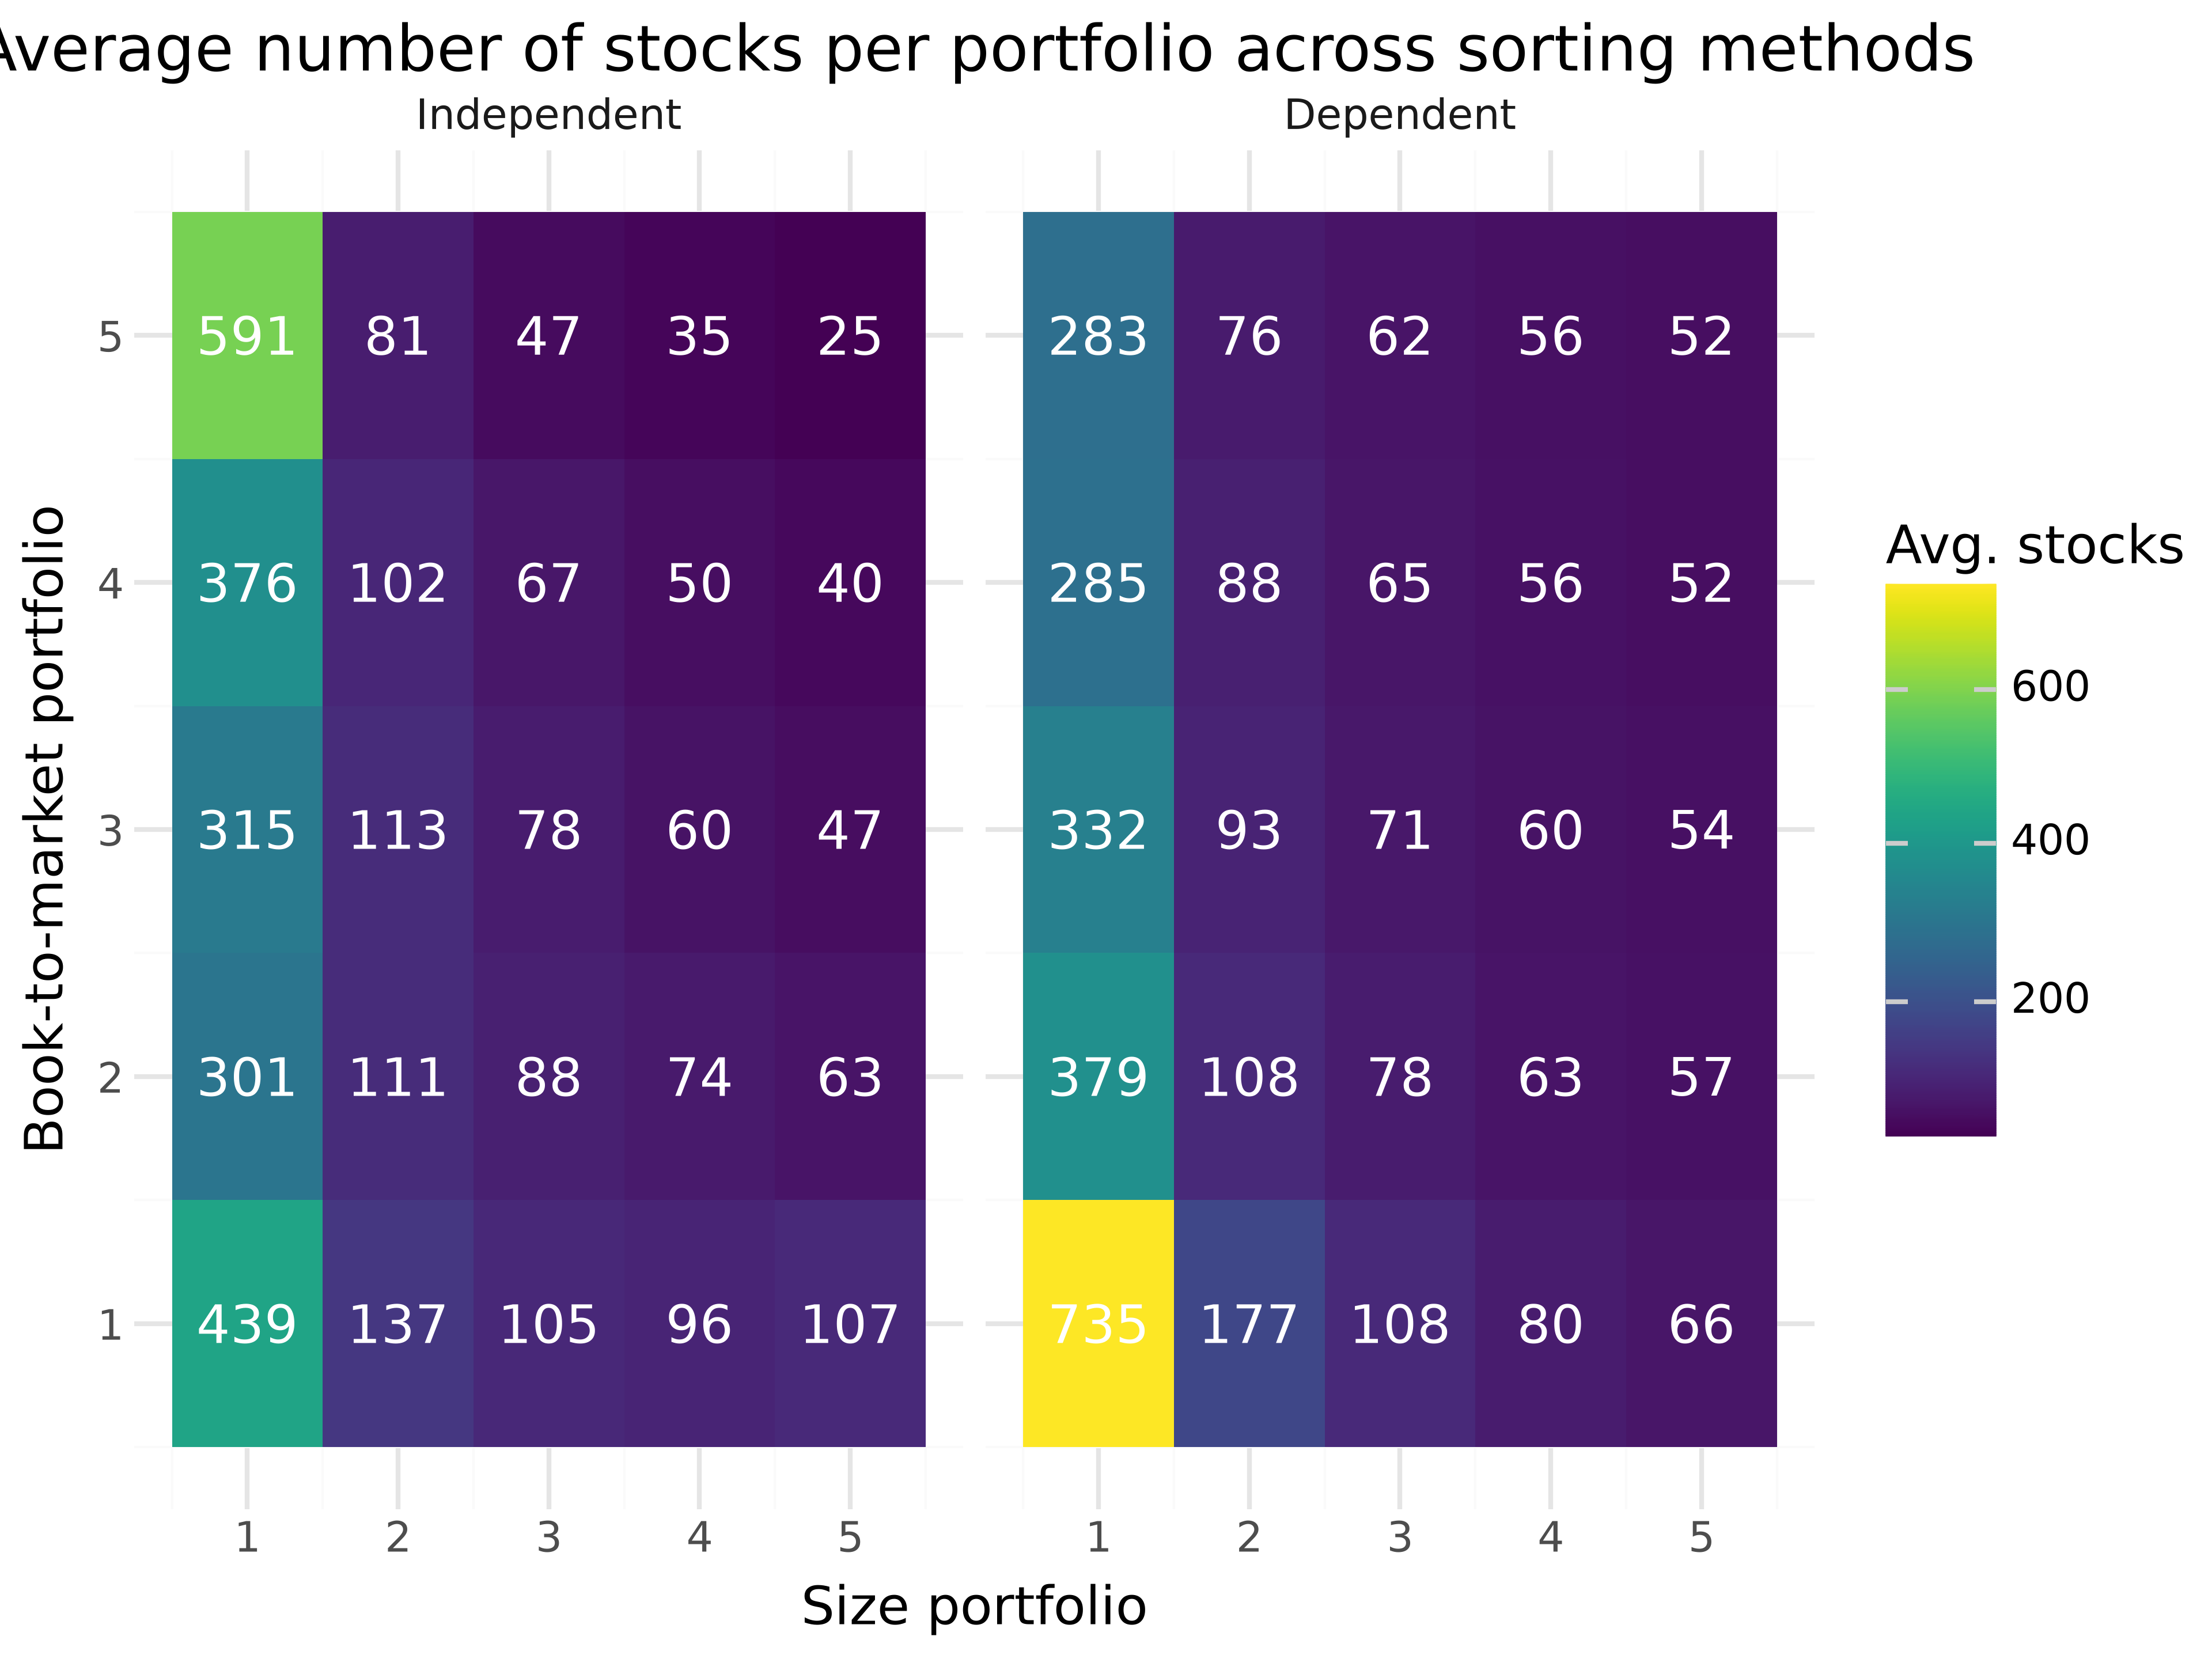 Average number of stocks per portfolio across sorting methods
Independent
Dependent
Book-to-market portfolio
5
591 81 47 35 25
283 76 62 56 52
4
376 102 67 50 40
285 88 65 56 52
3
315 113 78 60 47
332 93 71 60 54
2
301 111 88 74 63
379 108 78 63 57
1
439 137 105 96 107
735 177 108 80 66
1 2 3 4 5
1 2 3 4 5
Size portfolio
Avg. stocks
600
400
200